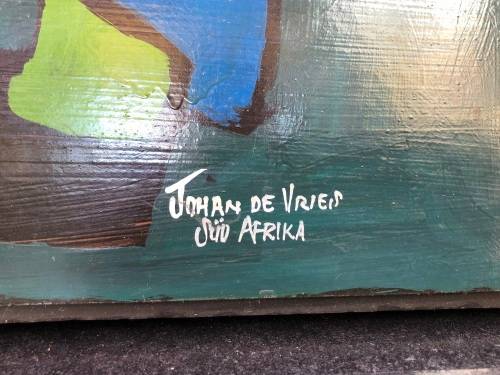 Johan de Vries
Süd Afrika